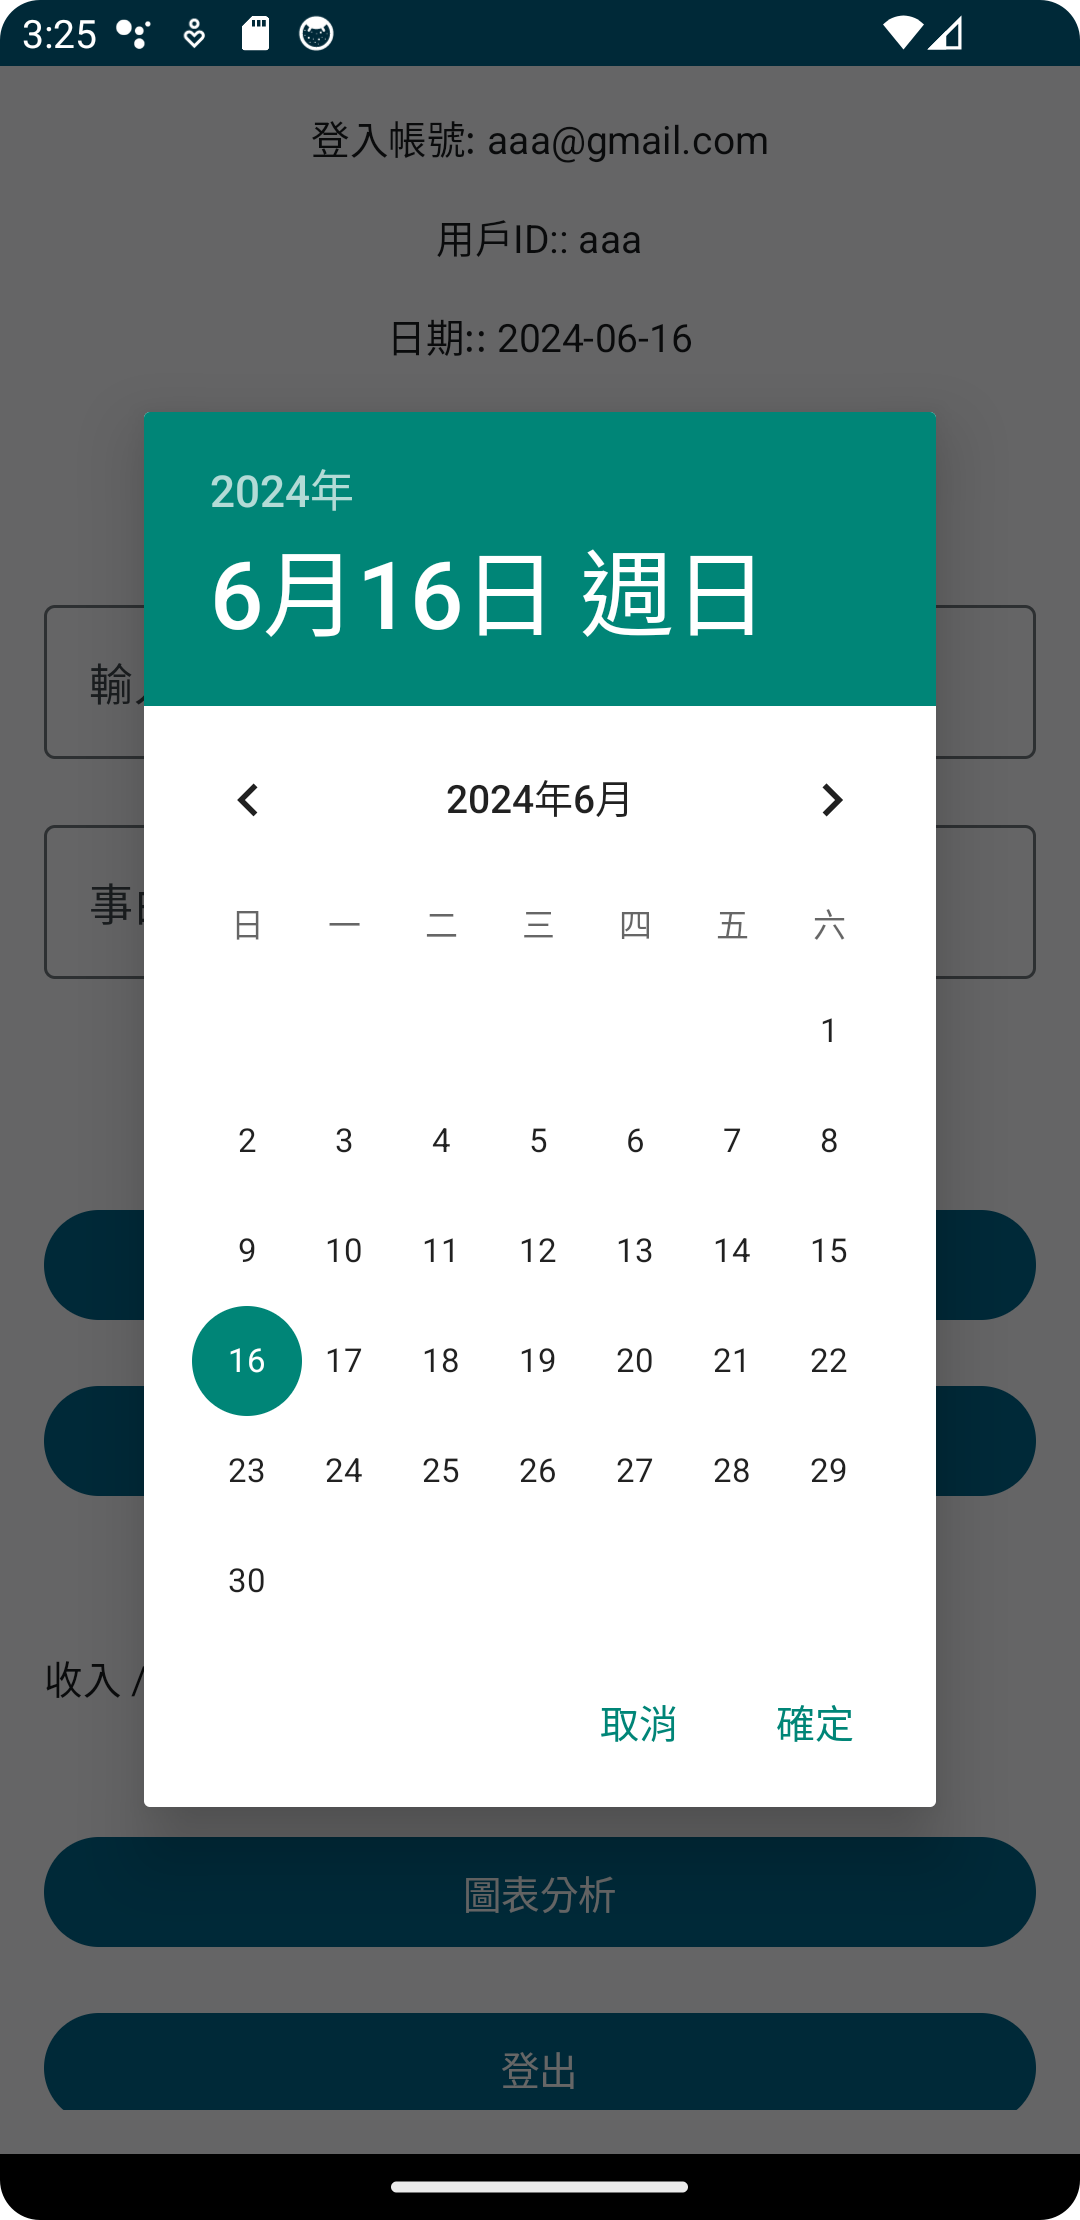 3:25
登入帳號: aaa@gmail.com
用戶ID:: aaa
日期:: 2024-06-16
2024年
6月16日 週日
輸
事
2024年6月
日 一 二 三 四 五 六
1
2 3 4 5 6 7 8
9 10 11 12 13 14 15
16 17 18 19 20 21 22
23 24 25 26 27 28 29
30
收入 /
取消 確定
圖表分析
登出